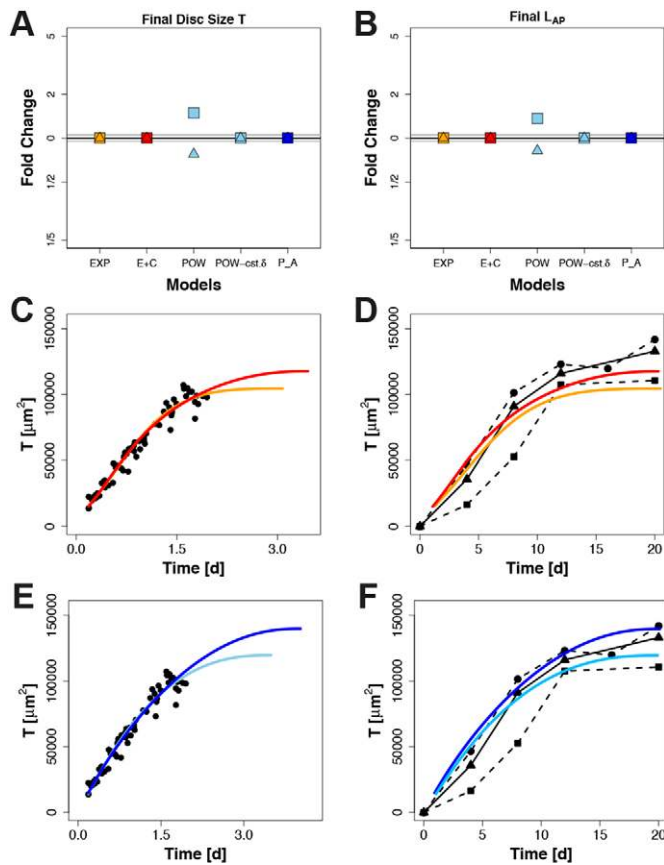 A
Final Disc Size T
Fold Change
5
2
0
1/2
1/5
EXP
E+C
POW
POW-cst.δ
P_A
Models
B
Final L_AP
Fold Change
5
2
0
1/2
1/5
EXP
E+C
POW
POW-cst.δ
P_A
Models
C
T [μm²]
150000
100000
50000
0
0.0
1.5
3.0
Time [d]
D
T [μm²]
150000
100000
50000
0
0
5
10
15
20
Time [d]
E
T [μm²]
150000
100000
50000
0
0.0
1.5
3.0
Time [d]
F
T [μm²]
150000
100000
50000
0
0
5
10
15
20
Time [d]